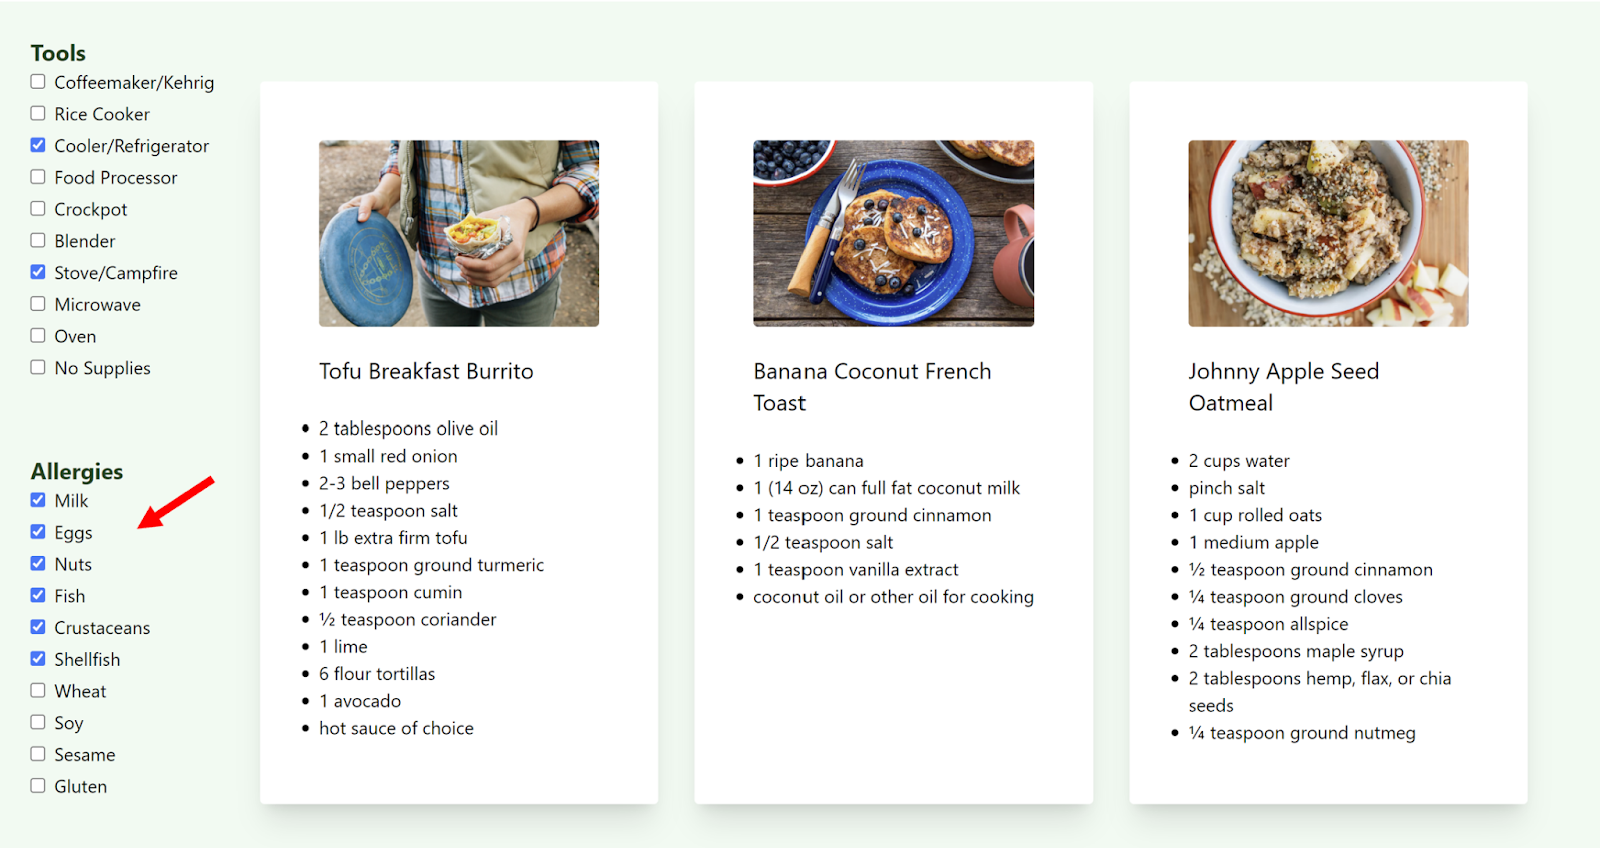 Tools
Coffeemaker/Kehrig
Rice Cooker
Cooler/Refrigerator
Food Processor
Crockpot
Blender
Stove/Campfire
Microwave
Oven
No Supplies
Allergies
Milk
Eggs
Nuts
Fish
Crustaceans
Shellfish
Wheat
Soy
Sesame
Gluten
Tofu Breakfast Burrito
2 tablespoons olive oil
1 small red onion
2-3 bell peppers
1/2 teaspoon salt
1 lb extra firm tofu
1 teaspoon ground turmeric
1 teaspoon cumin
½ teaspoon coriander
1 lime
6 flour tortillas
1 avocado
hot sauce of choice
Banana Coconut French
Toast
1 ripe banana
1 (14 oz) can full fat coconut milk
1 teaspoon ground cinnamon
1/2 teaspoon salt
1 teaspoon vanilla extract
coconut oil or other oil for cooking
Johnny Apple Seed
Oatmeal
2 cups water
pinch salt
1 cup rolled oats
1 medium apple
½ teaspoon ground cinnamon
¼ teaspoon ground cloves
¼ teaspoon allspice
2 tablespoons maple syrup
2 tablespoons hemp, flax, or chia
seeds
¼ teaspoon ground nutmeg